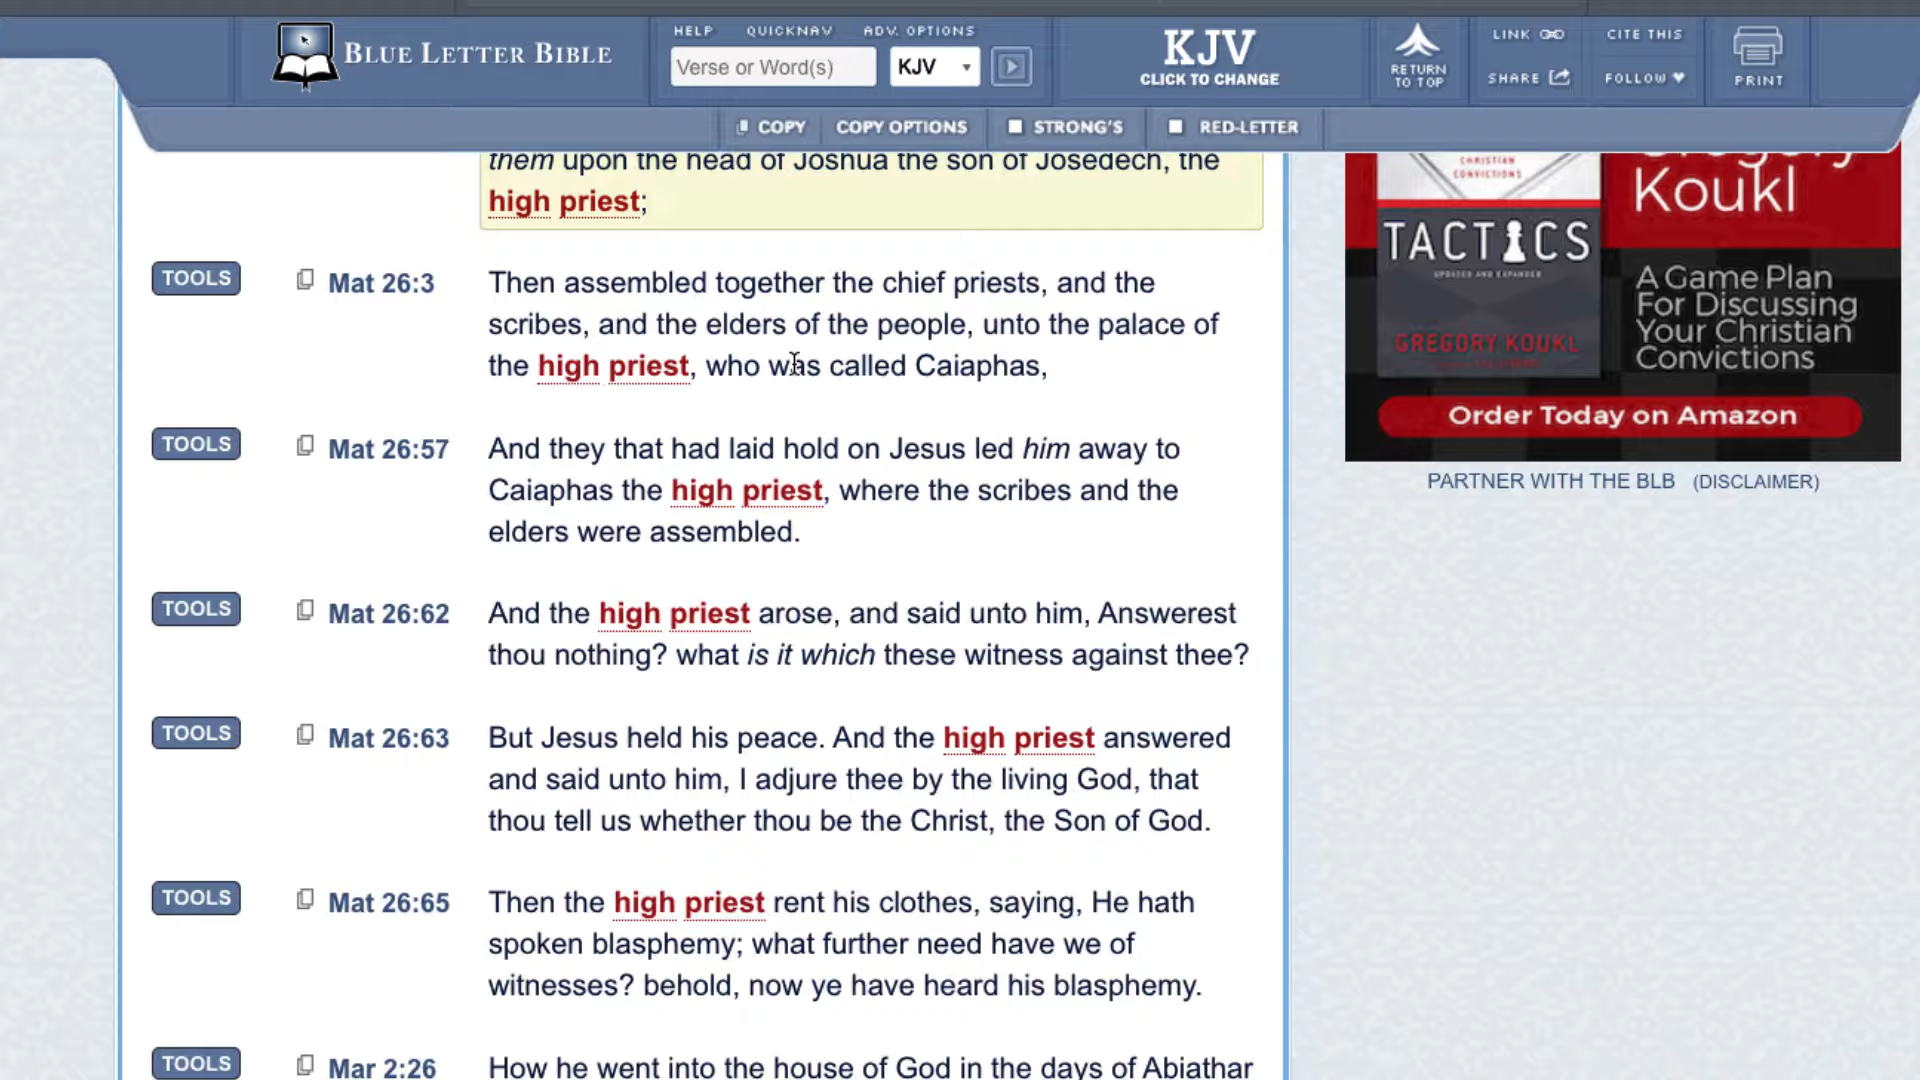 BLUE LETTER BIBLE
HELP QUICKNAV ADV. OPTIONS
Verse or Word(s) KJV
KJV
CLICK TO CHANGE
RETURN
TO TOP
LINK
SHARE
CITE THIS
FOLLOW
PRINT
COPY COPY OPTIONS STRONG'S RED-LETTER
them upon the head of Joshua the son of Josedech, the
high priest;
TOOLS Mat 26:3 Then assembled together the chief priests, and the
scribes, and the elders of the people, unto the palace of
the high priest, who was called Caiaphas,
TOOLS Mat 26:57 And they that had laid hold on Jesus led him away to
Caiaphas the high priest, where the scribes and the
elders were assembled.
TOOLS Mat 26:62 And the high priest arose, and said unto him, Answerest
thou nothing? what is it which these witness against thee?
TOOLS Mat 26:63 But Jesus held his peace. And the high priest answered
and said unto him, I adjure thee by the living God, that
thou tell us whether thou be the Christ, the Son of God.
TOOLS Mat 26:65 Then the high priest rent his clothes, saying, He hath
spoken blasphemy; what further need have we of
witnesses? behold, now ye have heard his blasphemy.
TOOLS Mar 2:26 How he went into the house of God in the days of Abiathar
CHRISTIAN
CONVICTIONS
TACTICS
UPDATED AND EXPANDED
GREGORY KOUKL
Gregory
Koukl
A Game Plan
For Discussing
Your Christian
Convictions
Order Today on Amazon
PARTNER WITH THE BLB (DISCLAIMER)